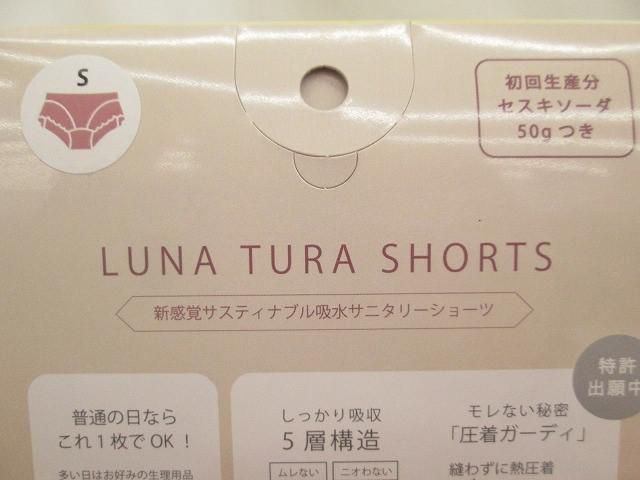 S
初回生産分
セスキソーダ
50gつき
LUNA TURA SHORTS
新感覚サスティナブル吸水サニタリーショーツ
特許
出願中
普通の日なら
これ1枚でOK！
多い日はお好みの生理用品
しっかり吸収
5層構造
ムレない
ニオわない
モレない秘密
「圧着ガーディ」
縫わずに熱圧着